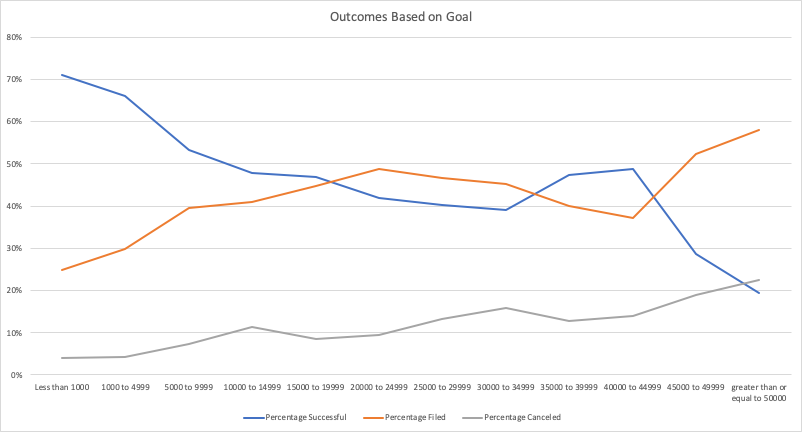 Outcomes Based on Goal
80%
70%
60%
50%
40%
30%
20%
10%
0%
Less than 1000 1000 to 4999 5000 to 9999 10000 to 14999 15000 to 19999 20000 to 24999 25000 to 29999 30000 to 34999 35000 to 39999 40000 to 44999 45000 to 49999 greater than or
equal to 50000
Percentage Successful Percentage Filed Percentage Canceled